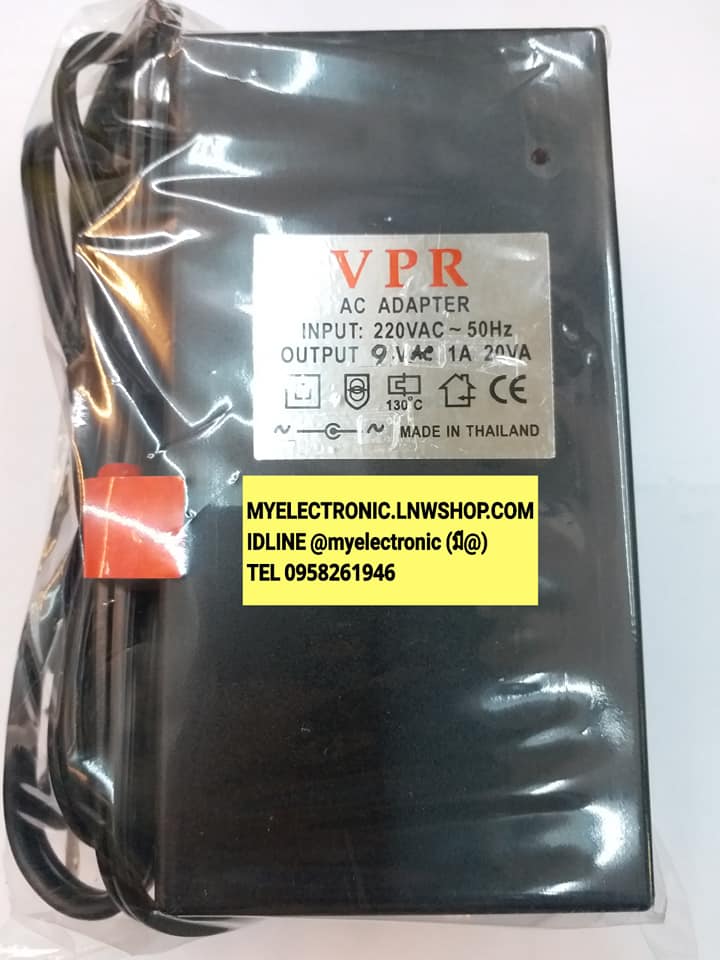 VPR
AC ADAPTER
INPUT: 220VAC ~ 50Hz
OUTPUT 9 VAC 1A 20VA
130°C CE
~ ~ MADE IN THAILAND
MYELECTRONIC.LNWSHOP.COM
IDLINE @myelectronic (มี@)
TEL 0958261946